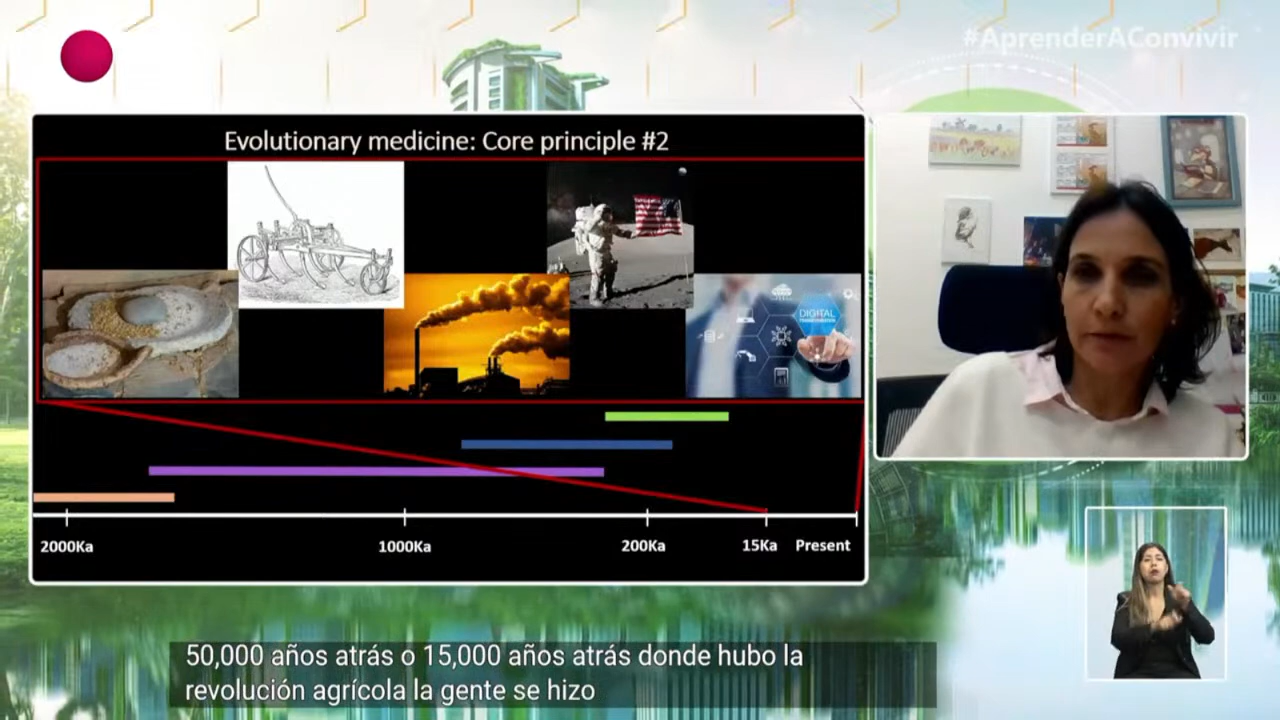 #AprenderAConvivir
Evolutionary medicine: Core principle #2
DIGITAL
2000Ka
1000Ka
200Ka
15Ka
Present
50,000 años atrás o 15,000 años atrás donde hubo la
revolución agrícola la gente se hizo